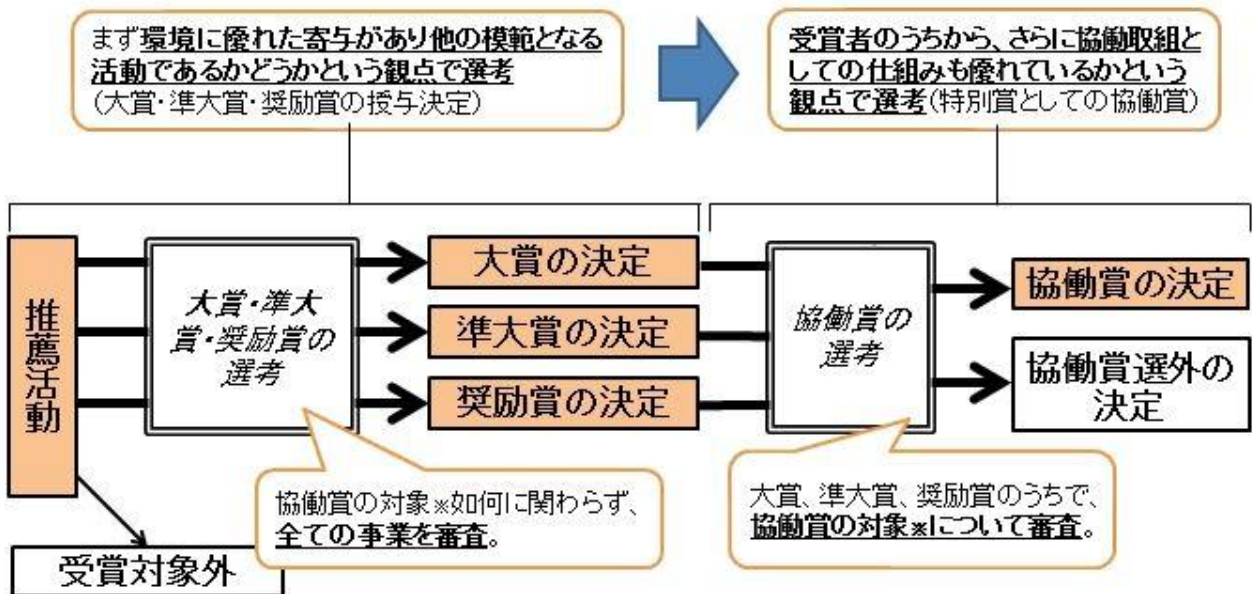 まず環境に優れた寄与があり他の模範となる
活動であるかどうかという観点で選考
（大賞・準大賞・奨励賞の授与決定）
受賞者のうちから、さらに協働取組と
しての仕組みも優れているかという
観点で選考（特別賞としての協働賞）
推薦活動
大賞・準大
賞・奨励賞の
選考
大賞の決定
準大賞の決定
奨励賞の決定
協働賞の
選考
協働賞の決定
協働賞選外の
決定
協働賞の対象※如何に関わらず、
全ての事業を審査。
大賞、準大賞、奨励賞のうちで、
協働賞の対象※について審査。
受賞対象外